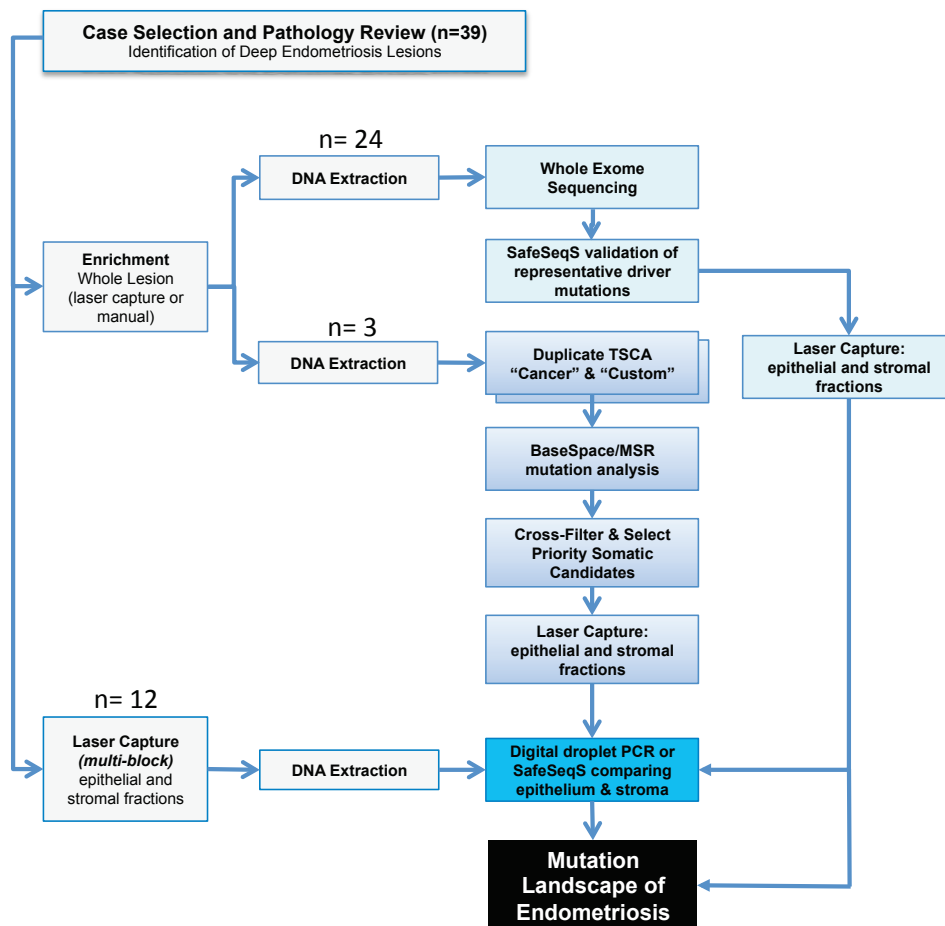 Case Selection and Pathology Review (n=39)
Identification of Deep Endometriosis Lesions
n= 24
DNA Extraction
Whole Exome
Sequencing
SafeSeqS validation of
representative driver
mutations
Enrichment
Whole Lesion
(laser capture or
manual)
n= 3
DNA Extraction
Duplicate TSCA
“Cancer” & “Custom”
Laser Capture:
epithelial and stromal
fractions
BaseSpace/MSR
mutation analysis
Cross-Filter & Select
Priority Somatic
Candidates
Laser Capture:
epithelial and stromal
fractions
n= 12
Laser Capture
(multi-block)
epithelial and
stromal fractions
DNA Extraction
Digital droplet PCR or
SafeSeqS comparing
epithelium & stroma
Mutation
Landscape of
Endometriosis